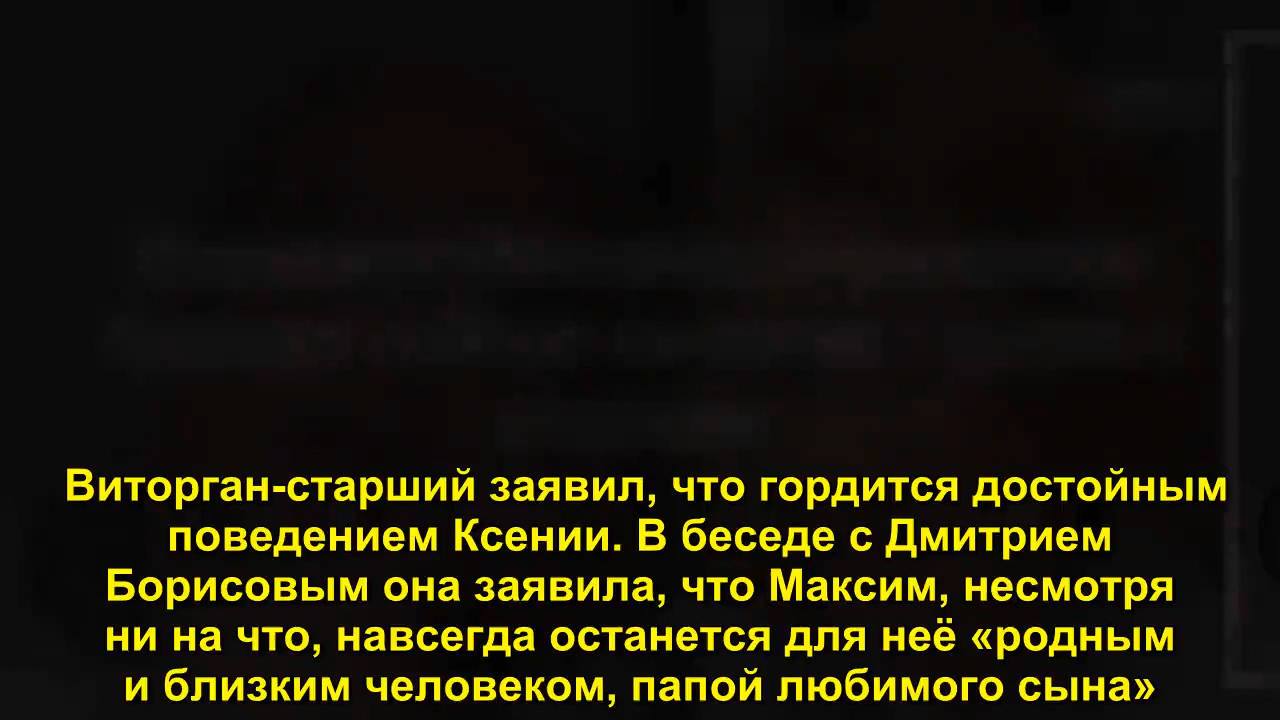 Виторган-старший заявил, что гордится достойным
поведением Ксении. В беседе с Дмитрием
Борисовым она заявила, что Максим, несмотря
ни на что, навсегда останется для неё «родным
и близким человеком, папой любимого сына»